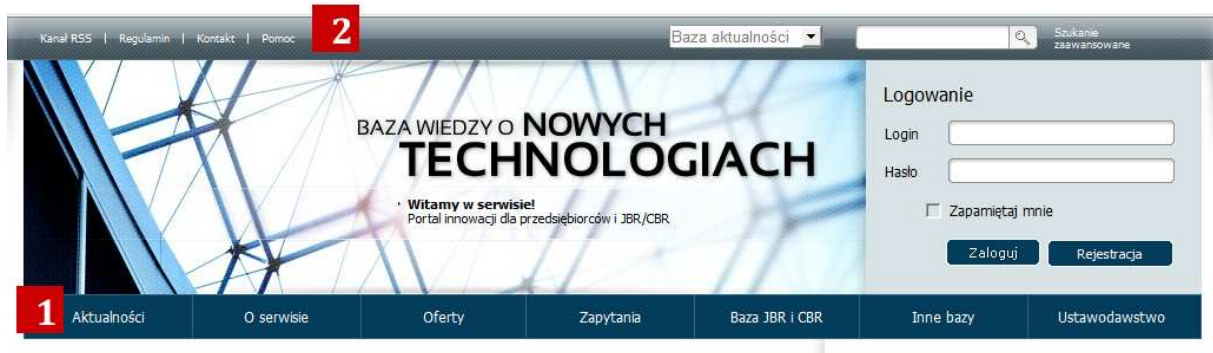 Kanał RSS | Regulamin | Kontakt | Pomoc
2
Baza aktualności
Szukanie
zaawansowane
BAZA WIEDZY O NOWYCH
TECHNOLOGIACH
Witamy w serwisie!
Portal innowacji dla przedsiębiorców i JBR/CBR
Logowanie
Login
Hasło
Zapamiętaj mnie
Zaloguj Rejestracja
1
Aktualności O serwisie Oferty Zapytania Baza JBR i CBR Inne bazy Ustawodawstwo